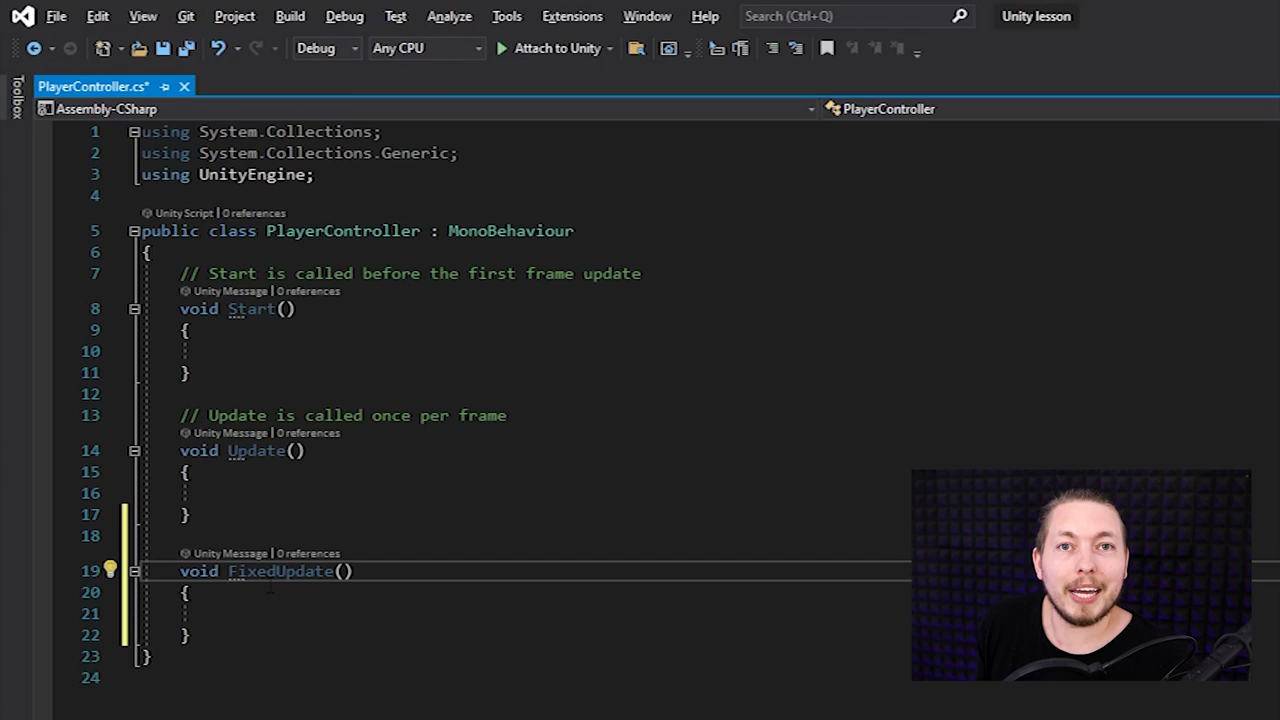 File Edit View Git Project Build Debug Test Analyze Tools Extensions Window Help Search (Ctrl+Q) Unity lesson
Debug Any CPU Attach to Unity
Toolbox
PlayerController.cs*
Assembly-CSharp PlayerController
1 using System.Collections;
2 using System.Collections.Generic;
3 using UnityEngine;
4
Unity Script | 0 references
5 public class PlayerController : MonoBehaviour
6 {
7 // Start is called before the first frame update
Unity Message | 0 references
8 void Start()
9 {
10
11 }
12
13 // Update is called once per frame
Unity Message | 0 references
14 void Update()
15 {
16
17 }
18
Unity Message | 0 references
19 void FixedUpdate()
20 {
21
22 }
23 }
24